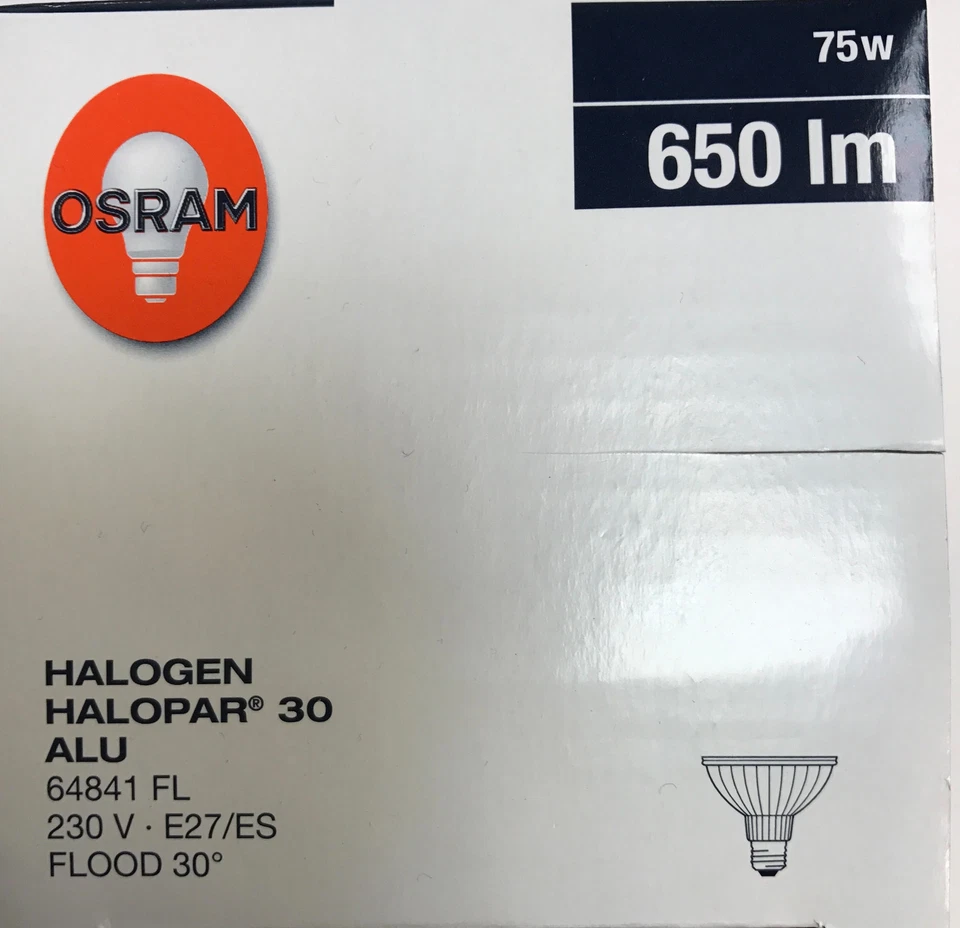 75w
650 lm
OSRAM
HALOGEN
HALOPAR® 30
ALU
64841 FL
230 V · E27/ES
FLOOD 30°